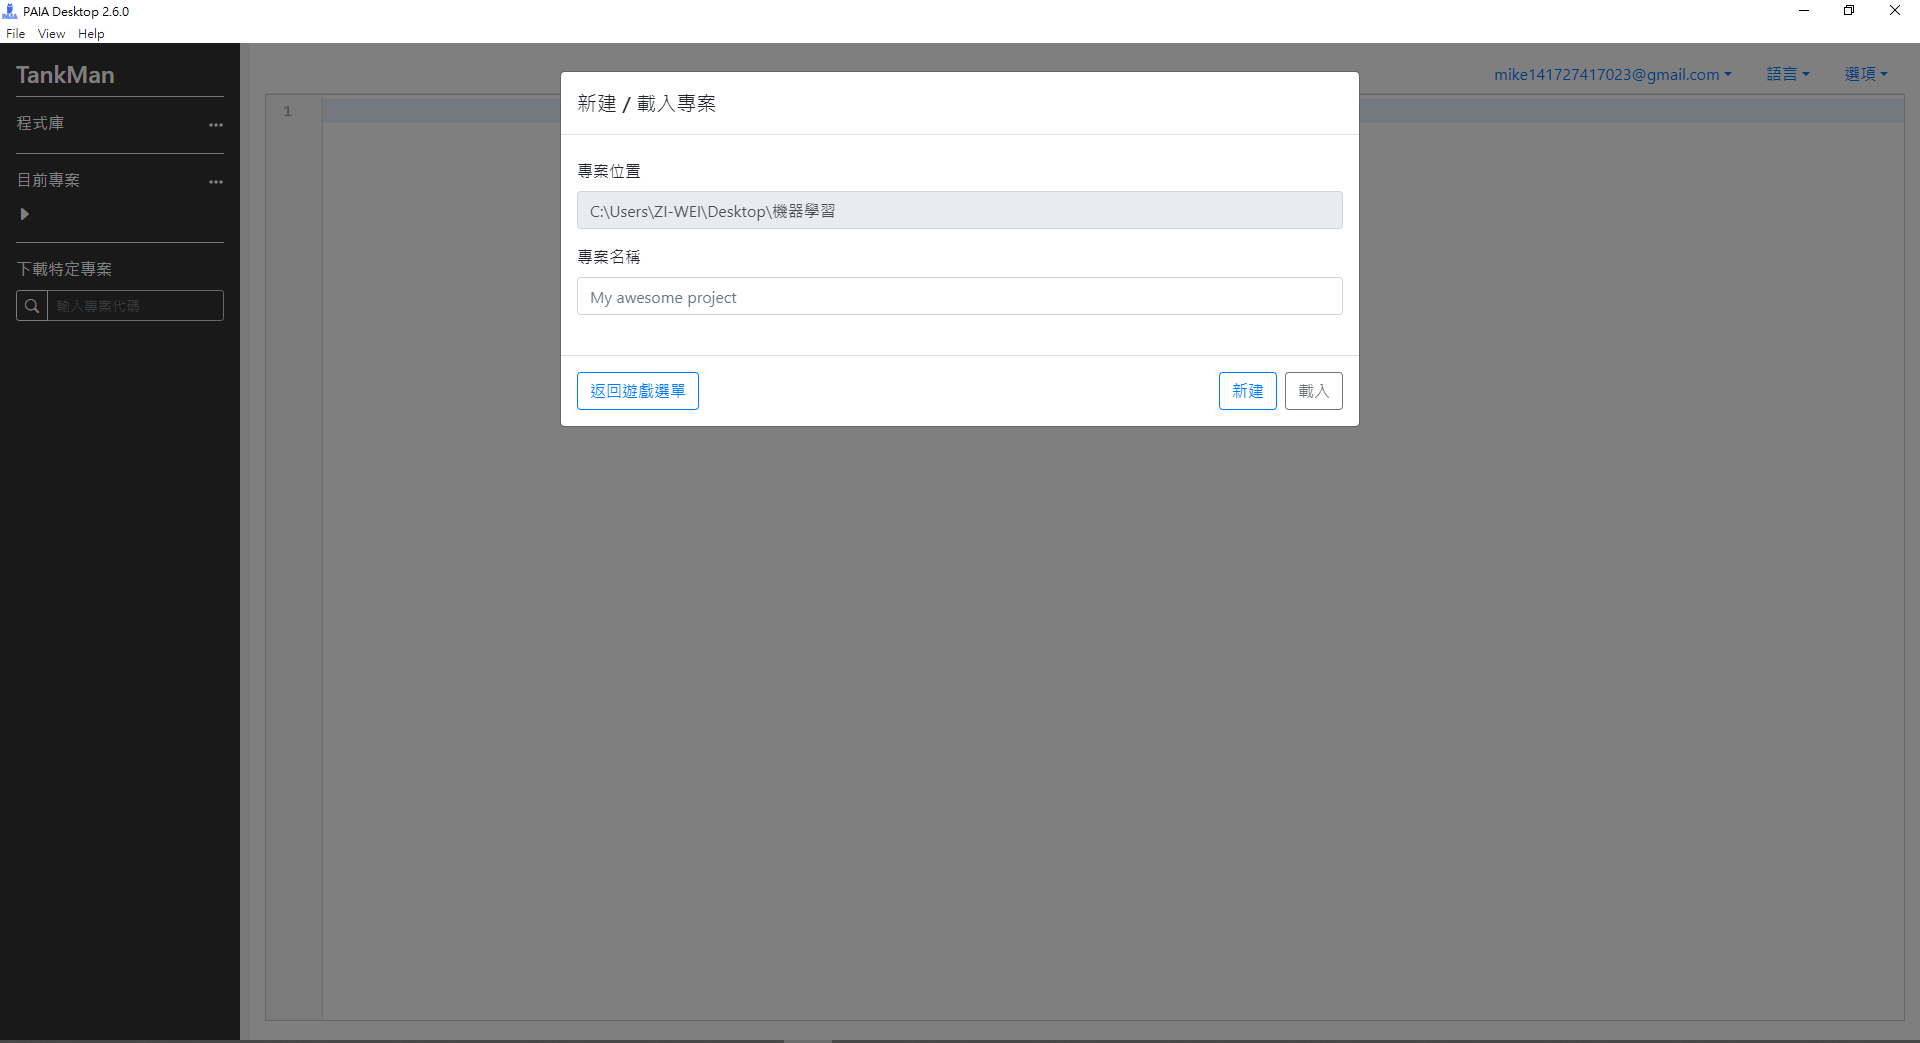 PAIA Desktop 2.6.0
File View Help
TankMan
程式庫
目前專案
下載特定專案
輸入專案代碼
mike141727417023@gmail.com 語言 選項
1
新建 / 載入專案
專案位置
C:\Users\ZI-WEI\Desktop\機器學習
專案名稱
My awesome project
返回遊戲選單 新建 載入